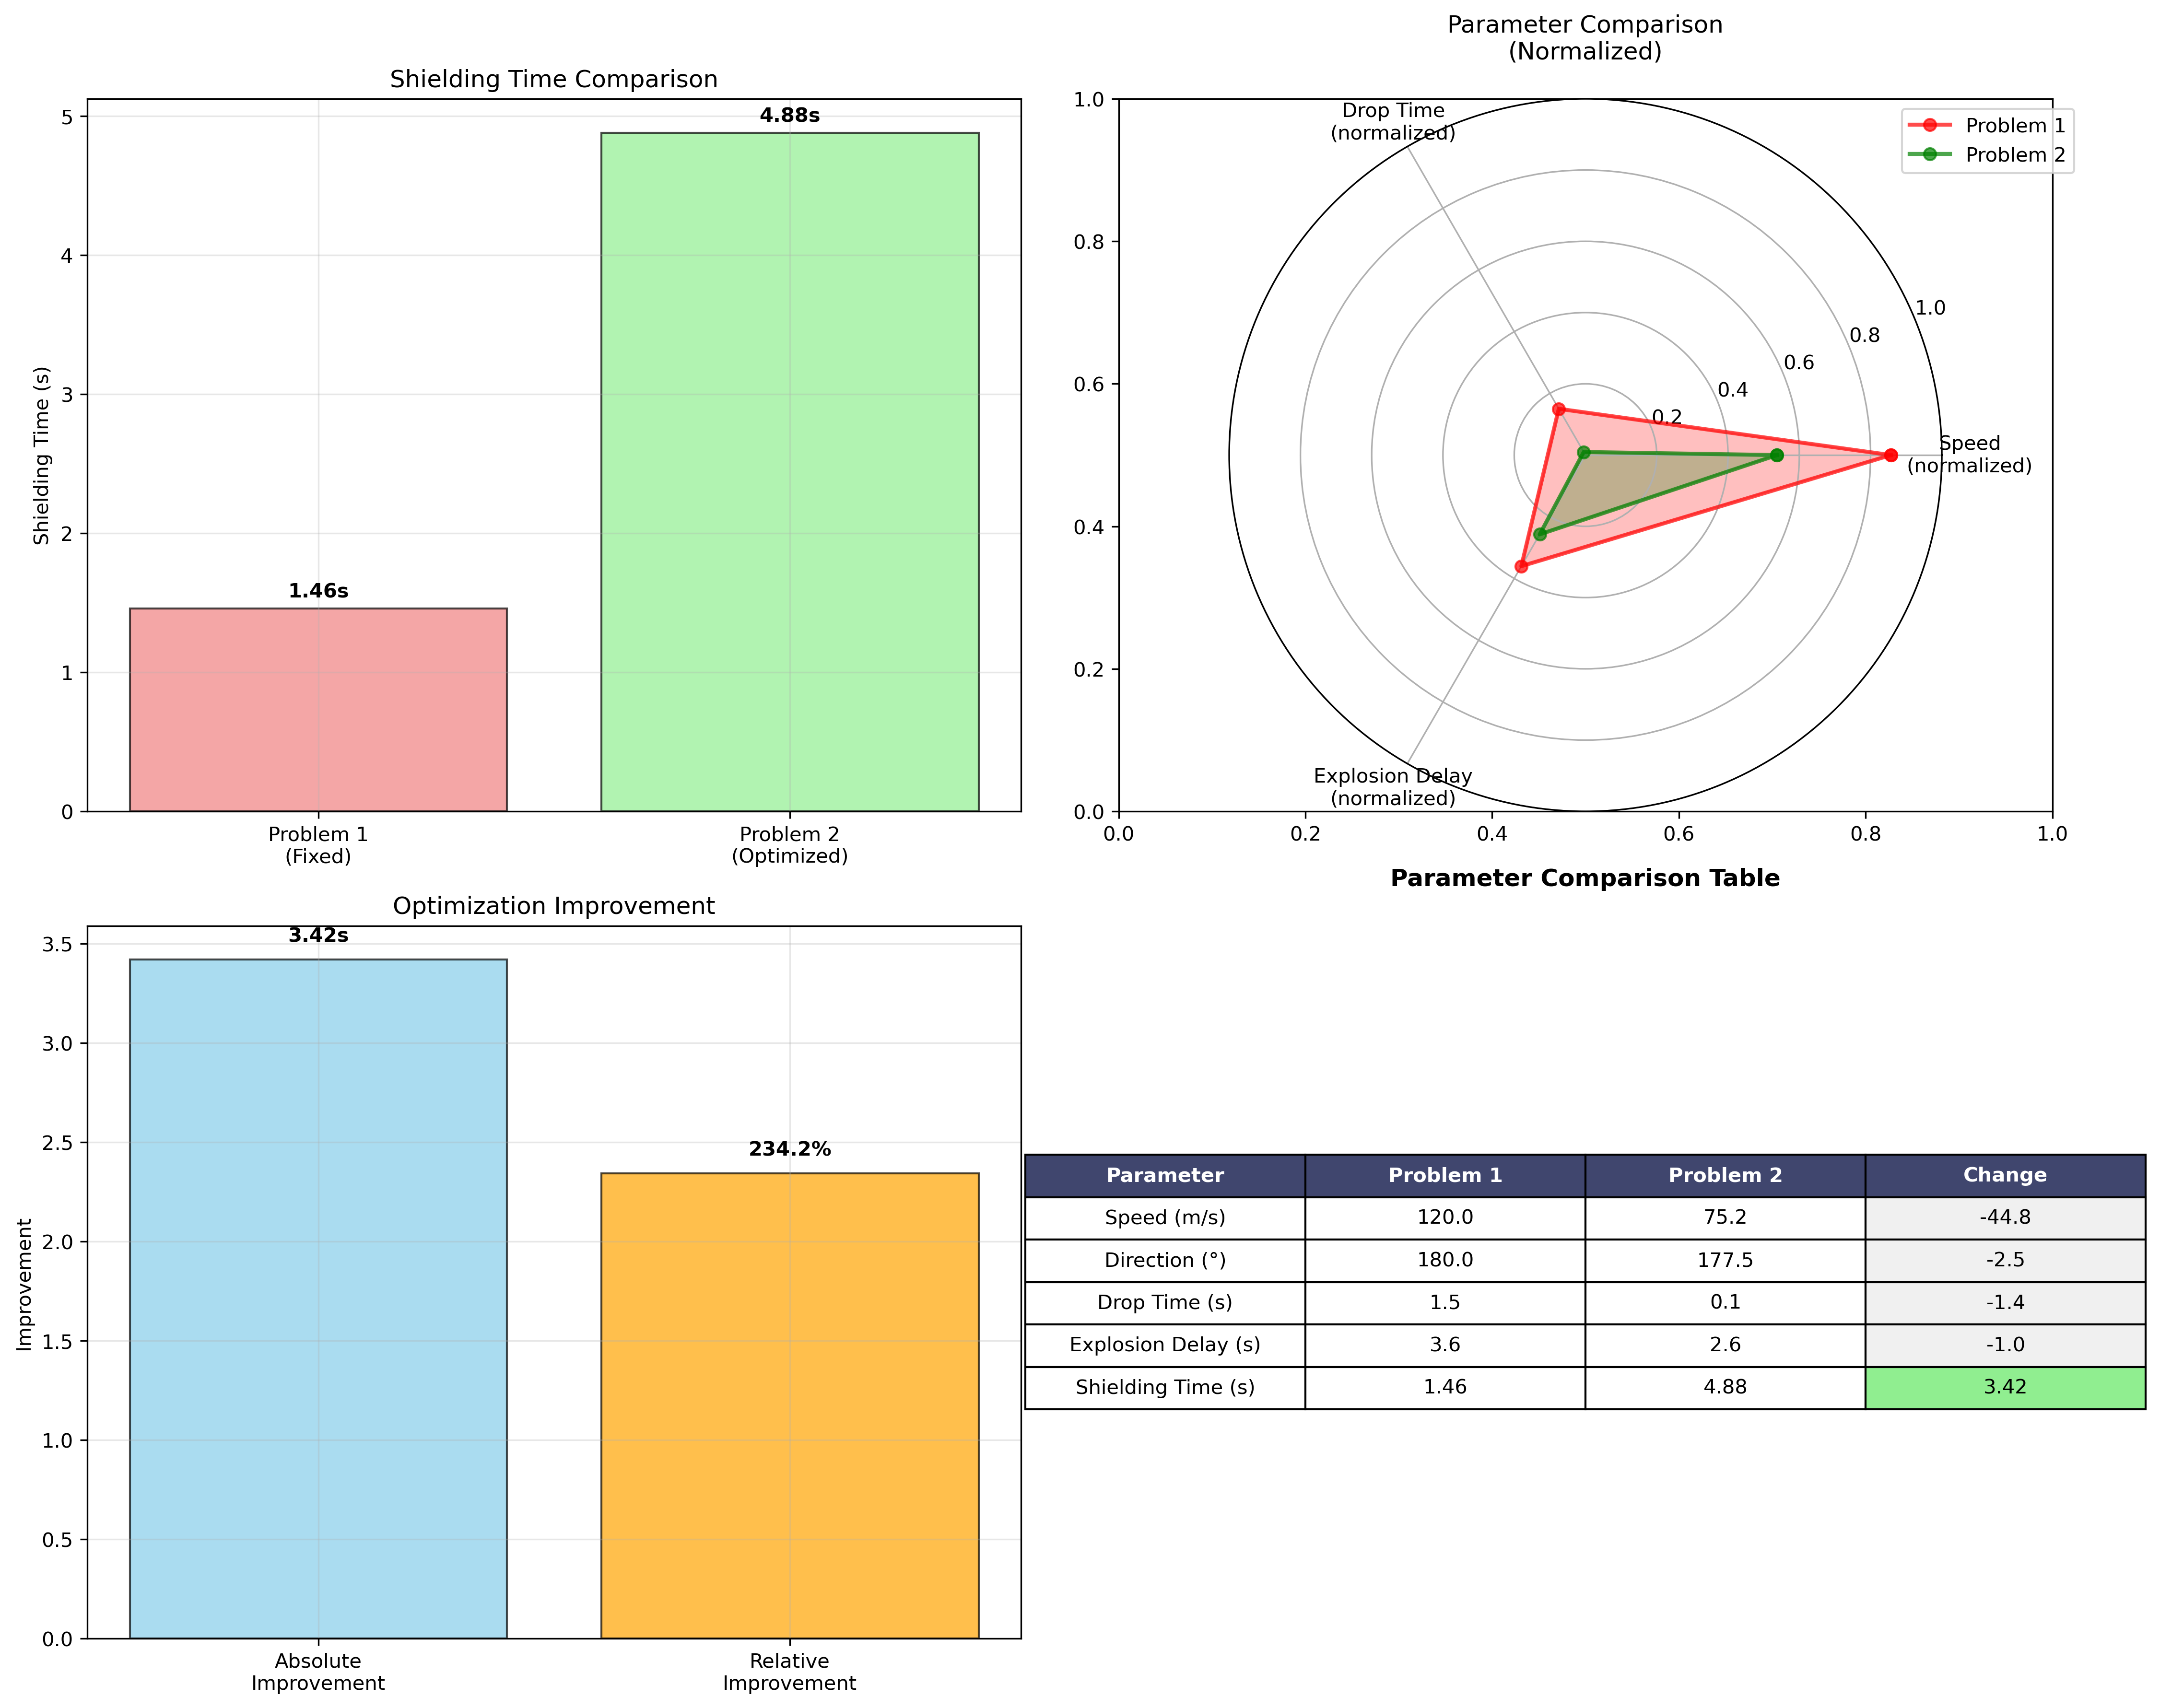 Shielding Time Comparison
Shielding Time (s)
5
4
3
2
1
0
1.46s
4.88s
Problem 1
(Fixed)
Problem 2
(Optimized)
Parameter Comparison
(Normalized)
1.0
0.8
0.6
0.4
0.2
0.0
0.0
0.2
0.4
0.6
0.8
1.0
Drop Time
(normalized)
Speed
(normalized)
Explosion Delay
(normalized)
0.2
0.4
0.6
0.8
1.0
Problem 1
Problem 2
Optimization Improvement
Improvement
3.5
3.0
2.5
2.0
1.5
1.0
0.5
0.0
3.42s
234.2%
Absolute
Improvement
Relative
Improvement
Parameter Comparison Table
Parameter Problem 1 Problem 2 Change
Speed (m/s) 120.0 75.2 -44.8
Direction (°) 180.0 177.5 -2.5
Drop Time (s) 1.5 0.1 -1.4
Explosion Delay (s) 3.6 2.6 -1.0
Shielding Time (s) 1.46 4.88 3.42